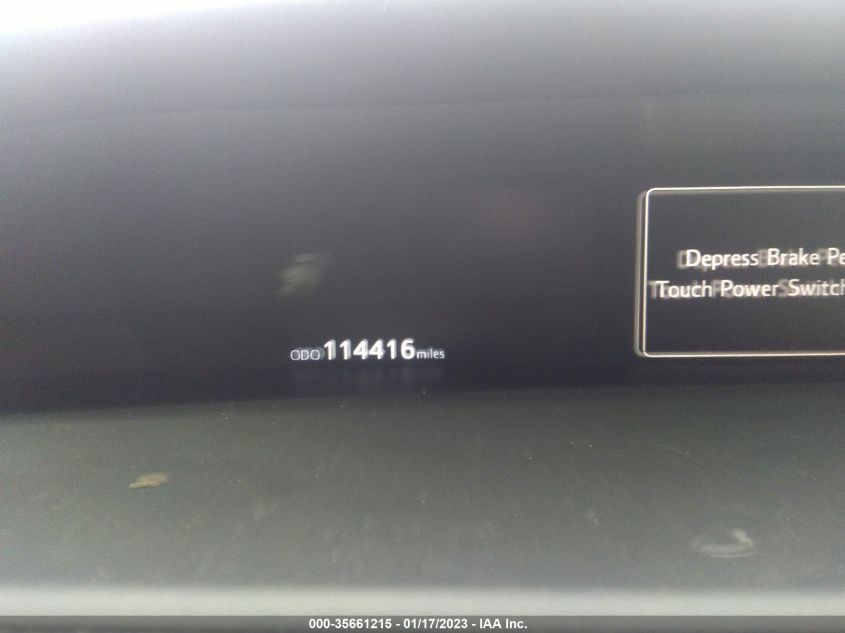 Depress Brake Pe
Touch Power Switch
ODO 114416 miles
000-35661215 - 01/17/2023 - IAA Inc.